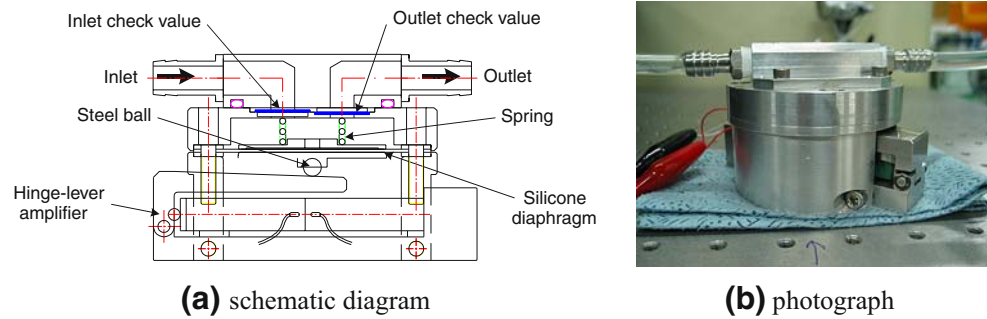 Inlet check value
Outlet check value
Inlet
Outlet
Steel ball
Spring
Hinge-lever
amplifier
Silicone
diaphragm
(a) schematic diagram
(b) photograph